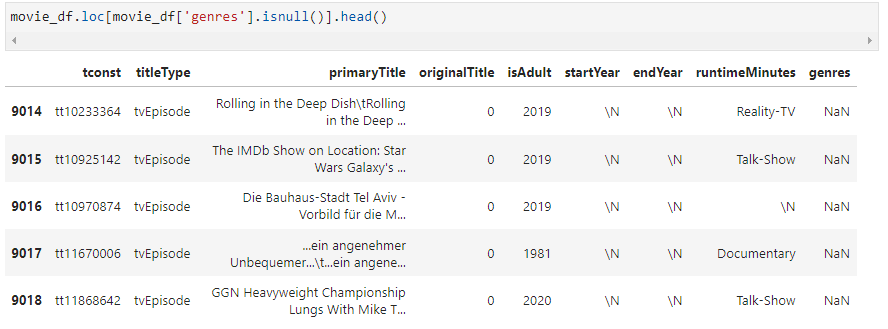 movie_df.loc[movie_df['genres'].isnull()].head()
tconst titleType primaryTitle originalTitle isAdult startYear endYear runtimeMinutes genres
9014 tt10233364 tvEpisode Rolling in the Deep Dish\tRolling in the Deep ... 0 2019 \N \N Reality-TV NaN
9015 tt10925142 tvEpisode The IMDb Show on Location: Star Wars Galaxy's ... 0 2019 \N \N Talk-Show NaN
9016 tt10970874 tvEpisode Die Bauhaus-Stadt Tel Aviv - Vorbild für die M... 0 2019 \N \N \N NaN
9017 tt11670006 tvEpisode ...ein angenehmer Unbequemer...\t...ein angene... 0 1981 \N \N Documentary NaN
9018 tt11868642 tvEpisode GGN Heavyweight Championship Lungs With Mike T... 0 2020 \N \N Talk-Show NaN